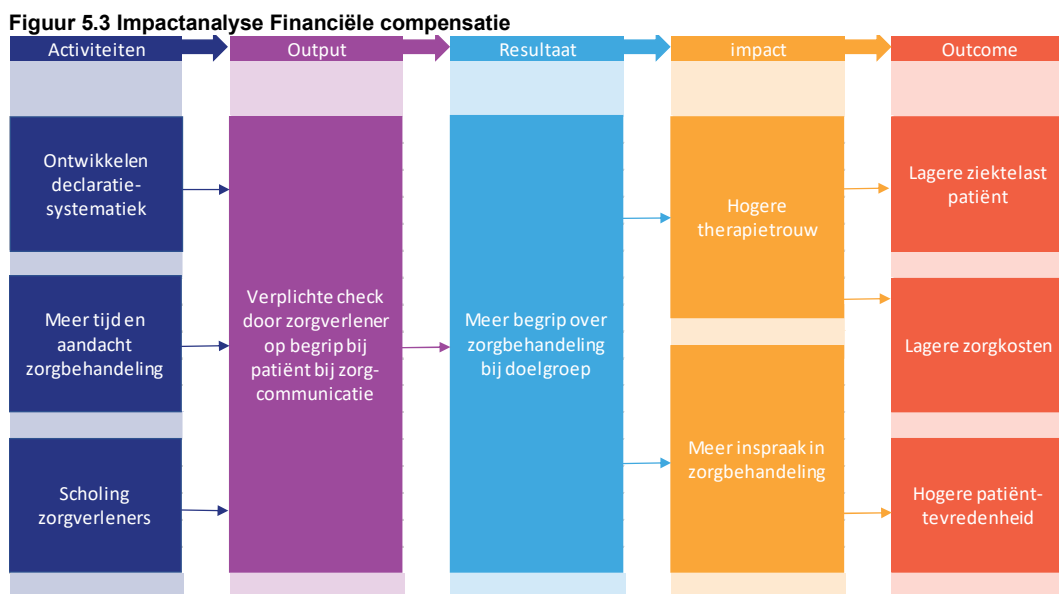 Figuur 5.3 Impactanalyse Financiële compensatie
Activiteiten
Output
Resultaat
impact
Outcome
Ontwikkelen
declaratie-
systematiek
Meer tijd en
aandacht
zorgbehandeling
Scholing
zorgverleners
Verplichte check
door zorgverlener
op begrip bij
patiënt bij zorg-
communicatie
Meer begrip over
zorgbehandeling
bij doelgroep
Hogere
therapietrouw
Meer inspraak in
zorgbehandeling
Lagere ziektelast
patiënt
Lagere zorgkosten
Hogere patiënt-
tevredenheid